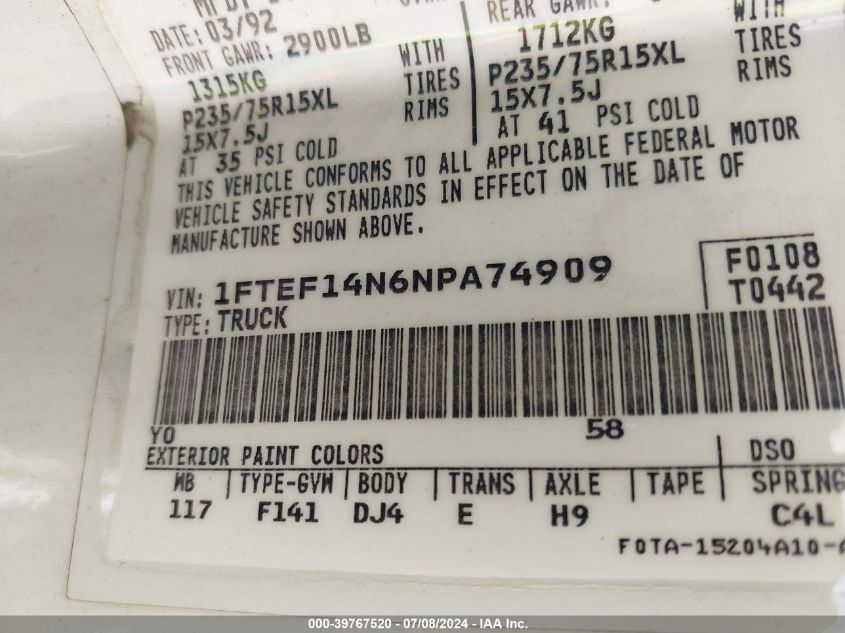 DATE: 03/92
FRONT GAWR: 2900LB
1315KG WITH
P235/75R15XL TIRES
15X7.5J RIMS
AT 35 PSI COLD
REAR GAWR:
1712KG WITH
P235/75R15XL TIRES
15X7.5J RIMS
AT 41 PSI COLD
THIS VEHICLE CONFORMS TO ALL APPLICABLE FEDERAL MOTOR
VEHICLE SAFETY STANDARDS IN EFFECT ON THE DATE OF
MANUFACTURE SHOWN ABOVE.
VIN: 1FTEF14N6NPA74909
TYPE: TRUCK
F0108
T0442
YO 58
EXTERIOR PAINT COLORS DSO
WB TYPE-GVW BODY TRANS AXLE TAPE SPRING
117 F141 DJ4 E H9 C4L
F0TA-15204A10-
000-39767520 - 07/08/2024 - IAA Inc.